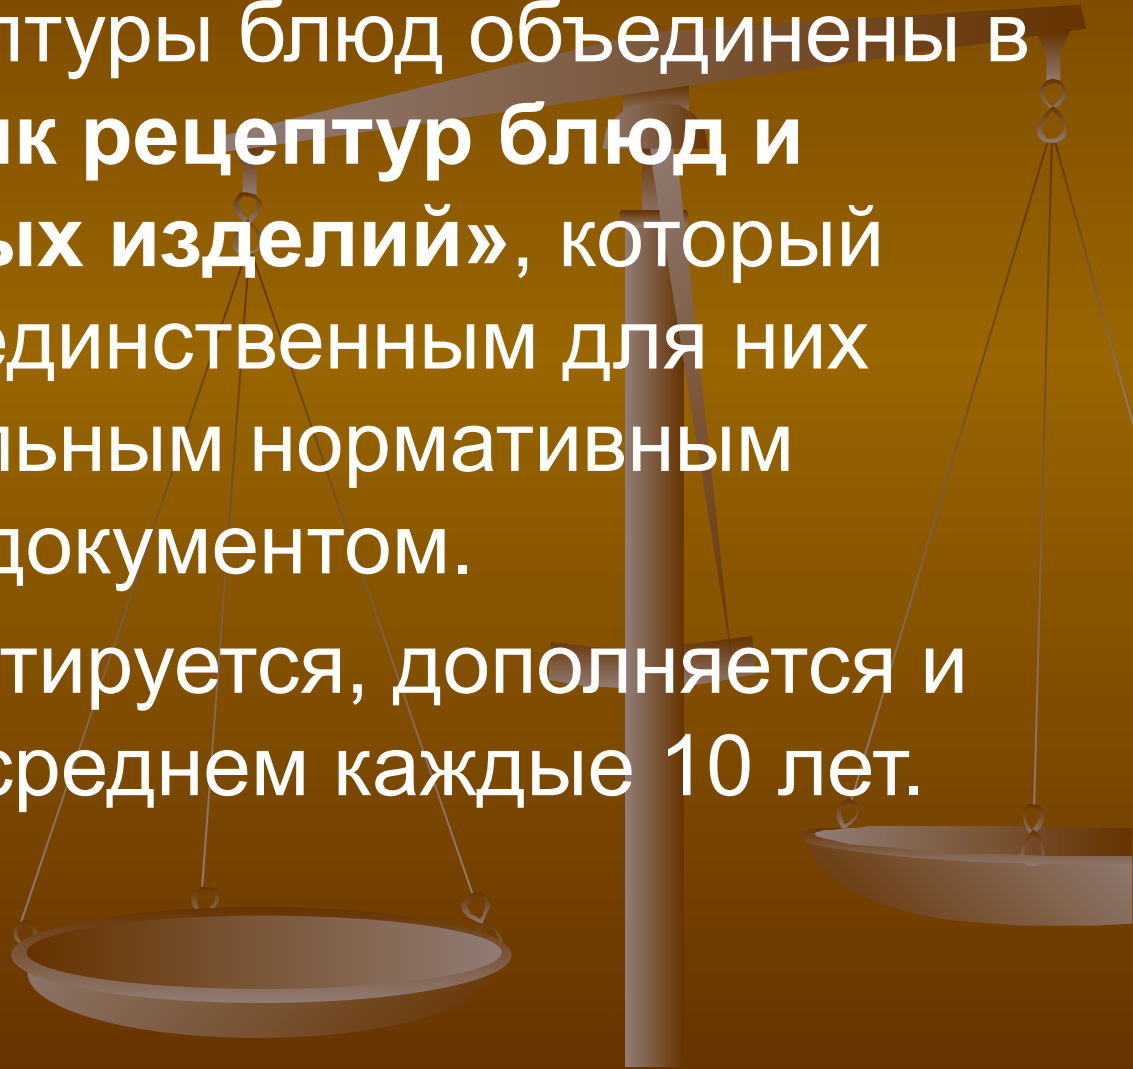 птуры блюд объединены в
ик рецептур блюд и
ых изделий», который
единственным для них
льным нормативным
документом.
тируется, дополняется и
среднем каждые 10 лет.